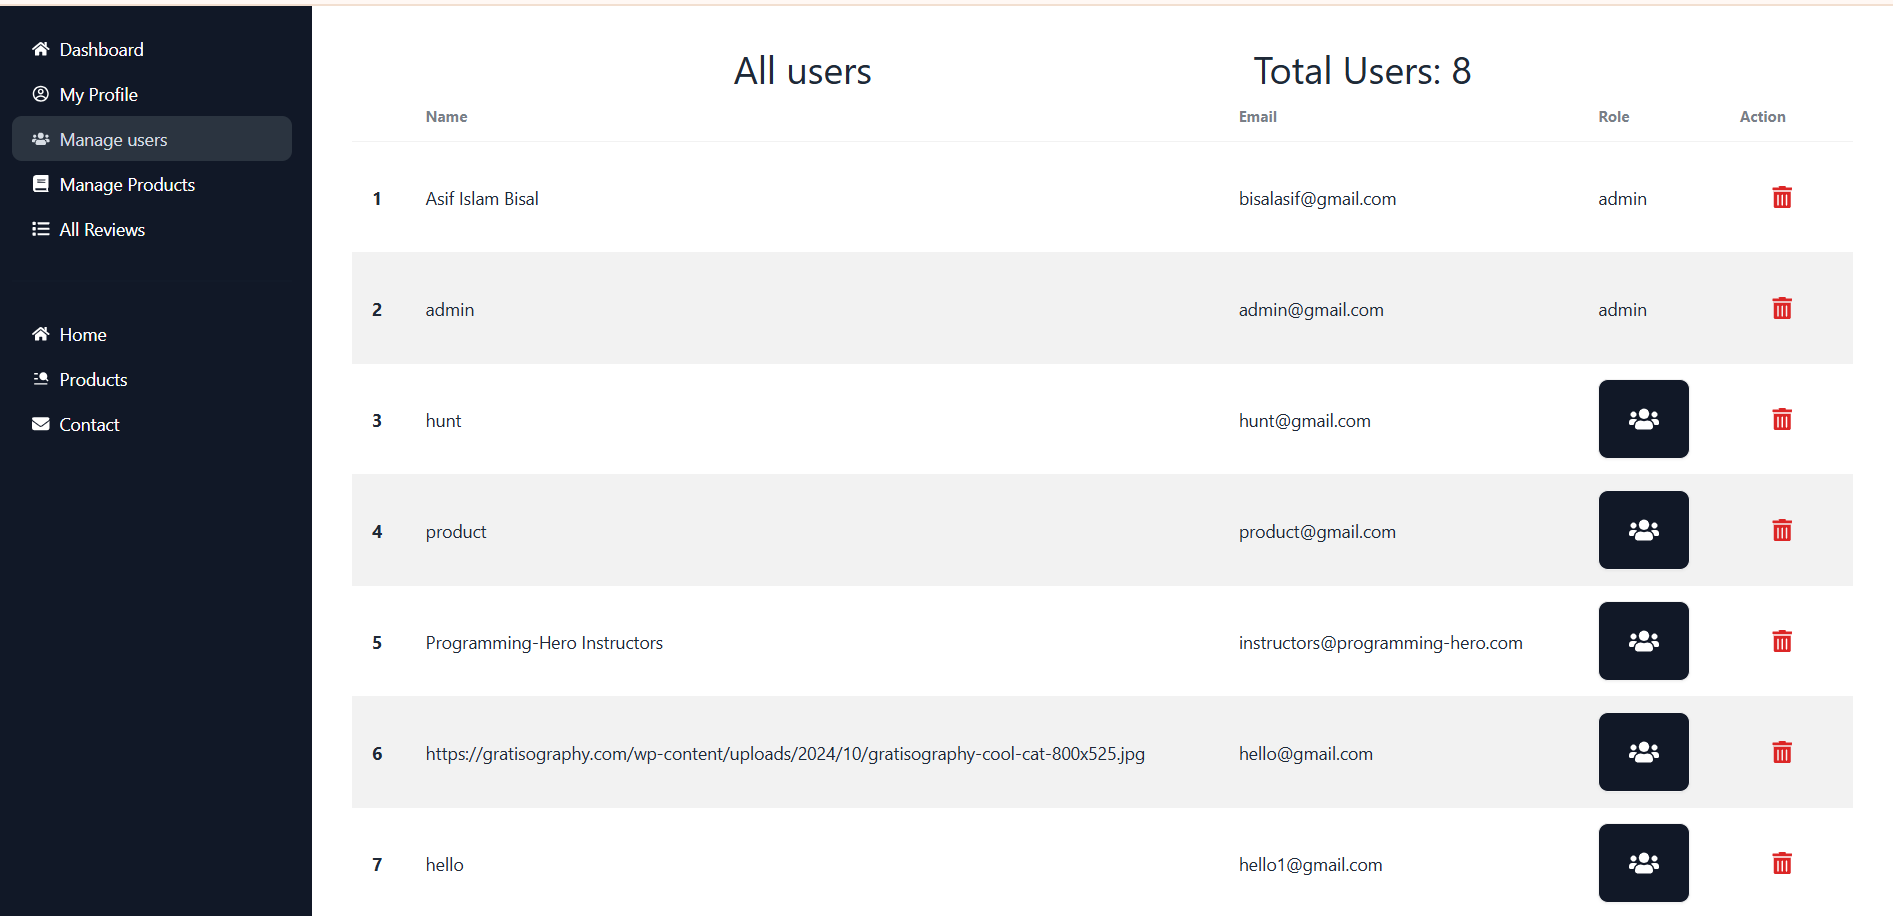 Dashboard
My Profile
Manage users
Manage Products
All Reviews
Home
Products
Contact
All users Total Users: 8
Name Email Role Action
1 Asif Islam Bisal bisalasif@gmail.com admin
2 admin admin@gmail.com admin
3 hunt hunt@gmail.com
4 product product@gmail.com
5 Programming-Hero Instructors instructors@programming-hero.com
6 https://gratisography.com/wp-content/uploads/2024/10/gratisography-cool-cat-800x525.jpg hello@gmail.com
7 hello hello1@gmail.com